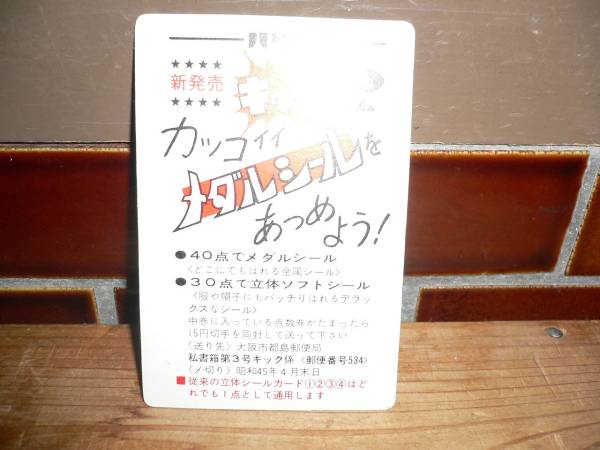 ★★★★
新発売
★★★★
カッコイイ
メダルシールを
あつめよう!
●40点でメダルシール
〈どこにでもはれる金属シール〉
●30点で立体ソフトシール
〈服や帽子にもバッチリはれるデラッ
クスなシール〉
中巻に入っている点数券がたまったら
15円切手を同封して送って下さい
〈送り先〉大阪市都島郵便局
私書箱第3号キック係〈郵便番号534〉
〈〆切り〉昭和45年4月末日
■従来の立体シールカード①②③④はど
れでも1点として通用します